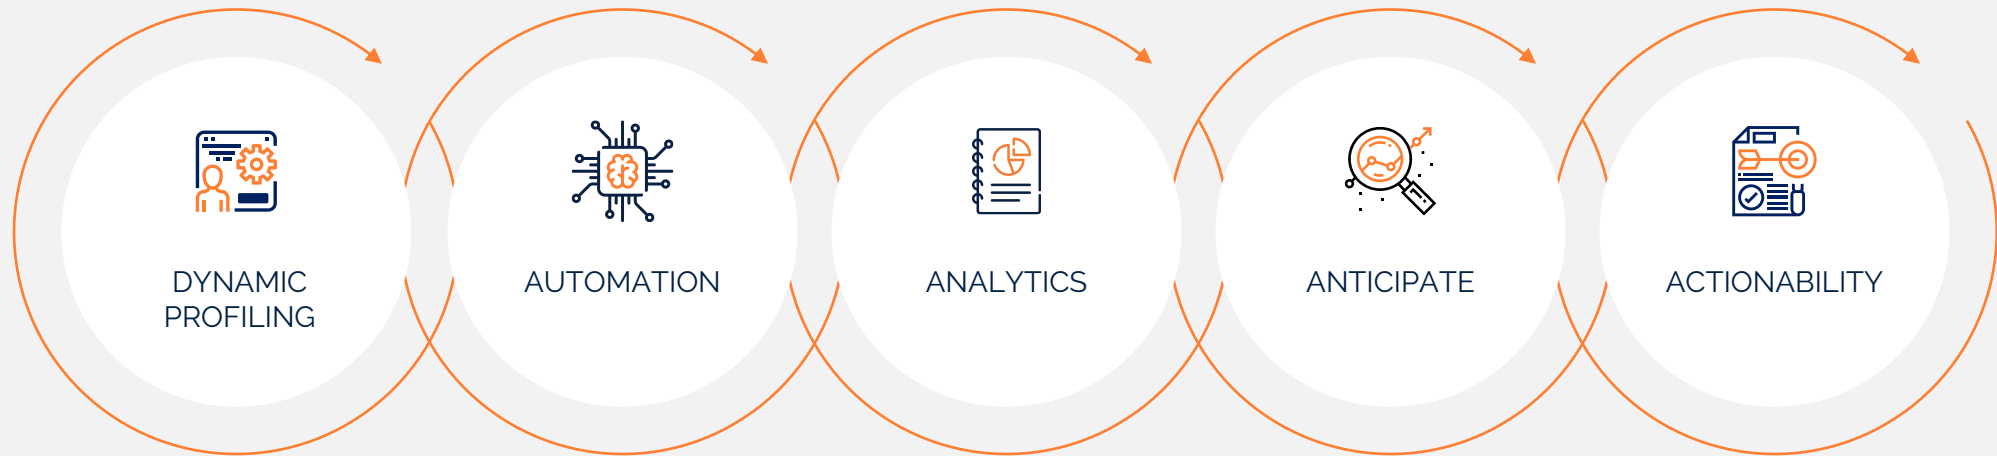 DYNAMIC
PROFILING
AUTOMATION
ANALYTICS
ANTICIPATE
ACTIONABILITY